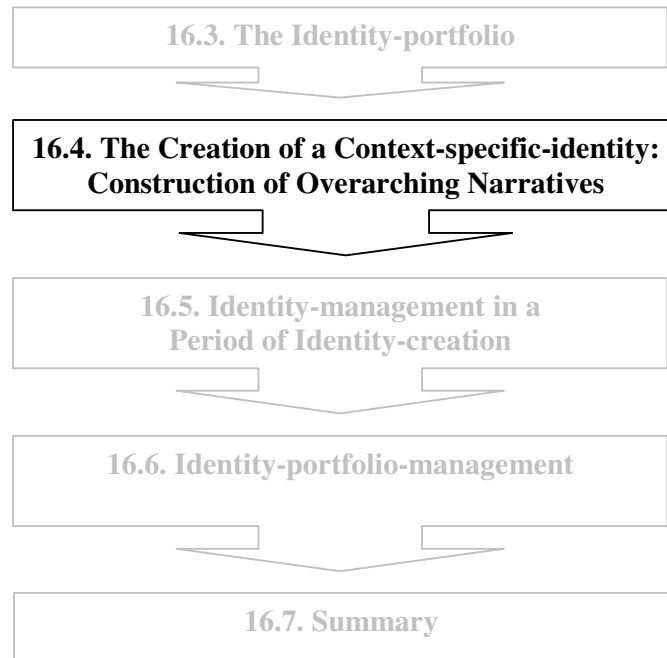 16.3. The Identity-portfolio
16.4. The Creation of a Context-specific-identity:
Construction of Overarching Narratives
16.5. Identity-management in a
Period of Identity-creation
16.6. Identity-portfolio-management
16.7. Summary